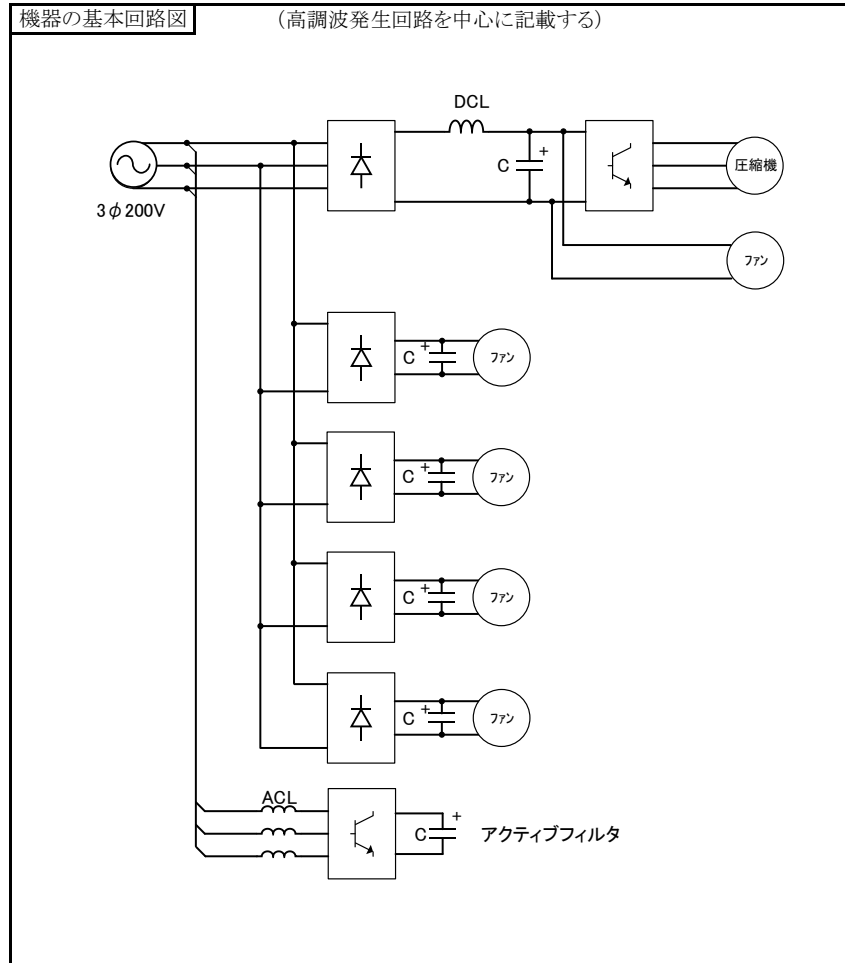 機器の基本回路図 (高調波発生回路を中心に記載する)
DCL
C +
圧縮機
3φ200V
ファン
C + ファン
C + ファン
C + ファン
C + ファン
ACL
C + アクティブフィルタ